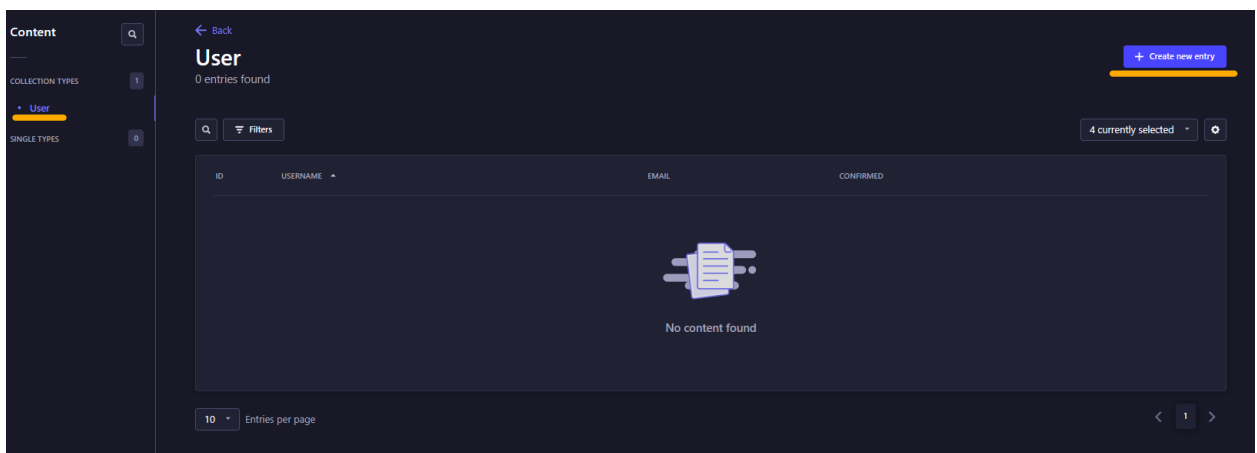 Content
COLLECTION TYPES 1
User
SINGLE TYPES 0
Back
User
0 entries found
+ Create new entry
Filters
4 currently selected
ID USERNAME EMAIL CONFIRMED
No content found
10 Entries per page
1